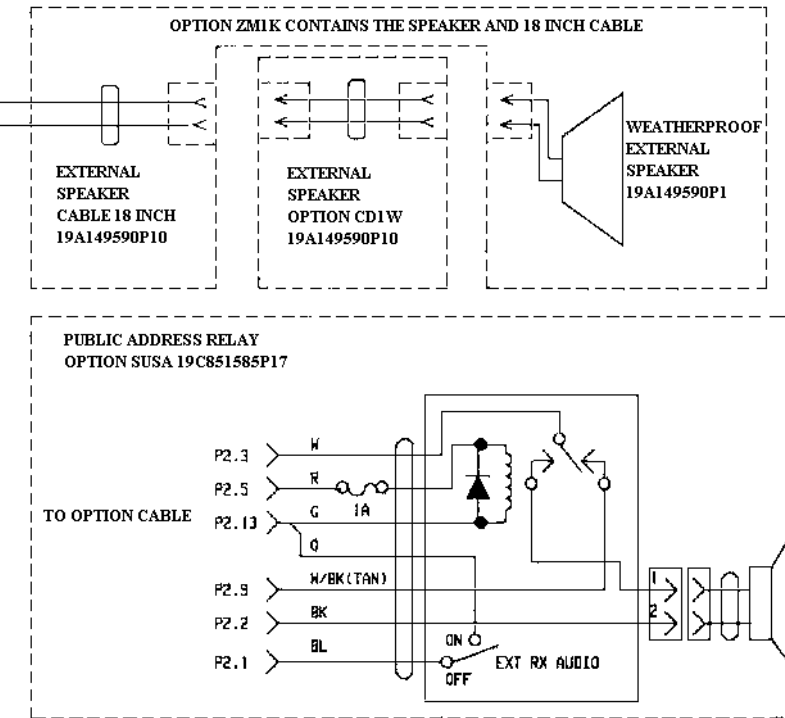 OPTION ZM1K CONTAINS THE SPEAKER AND 18 INCH CABLE
EXTERNAL
SPEAKER
CABLE 18 INCH
19A149590P10
EXTERNAL
SPEAKER
OPTION CD1W
19A149590P10
WEATHERPROOF
EXTERNAL
SPEAKER
19A149590P1
PUBLIC ADDRESS RELAY
OPTION SUSA 19C851585P17
TO OPTION CABLE
P2.3
W
P2.5
R
1A
P2.13
G
O
P2.9
W/BK(TAN)
P2.2
BK
P2.1
BL
ON
OFF
EXT RX AUDIO
1
2